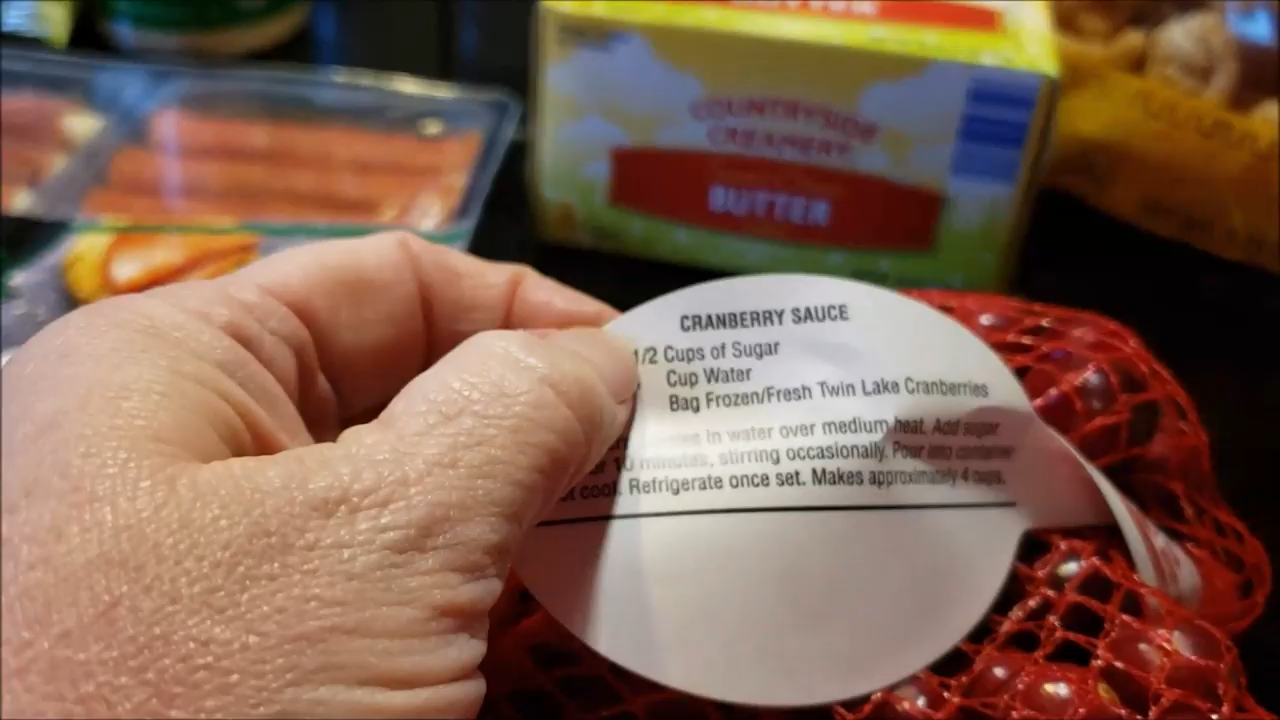 COUNTRYSIDE
CREAMERY
BUTTER
CRANBERRY SAUCE
1/2 Cups of Sugar
Cup Water
Bag Frozen/Fresh Twin Lake Cranberries
in water over medium heat. Add sugar
10 minutes, stirring occasionally. Pour into container
cool. Refrigerate once set. Makes approximately 4 cups.